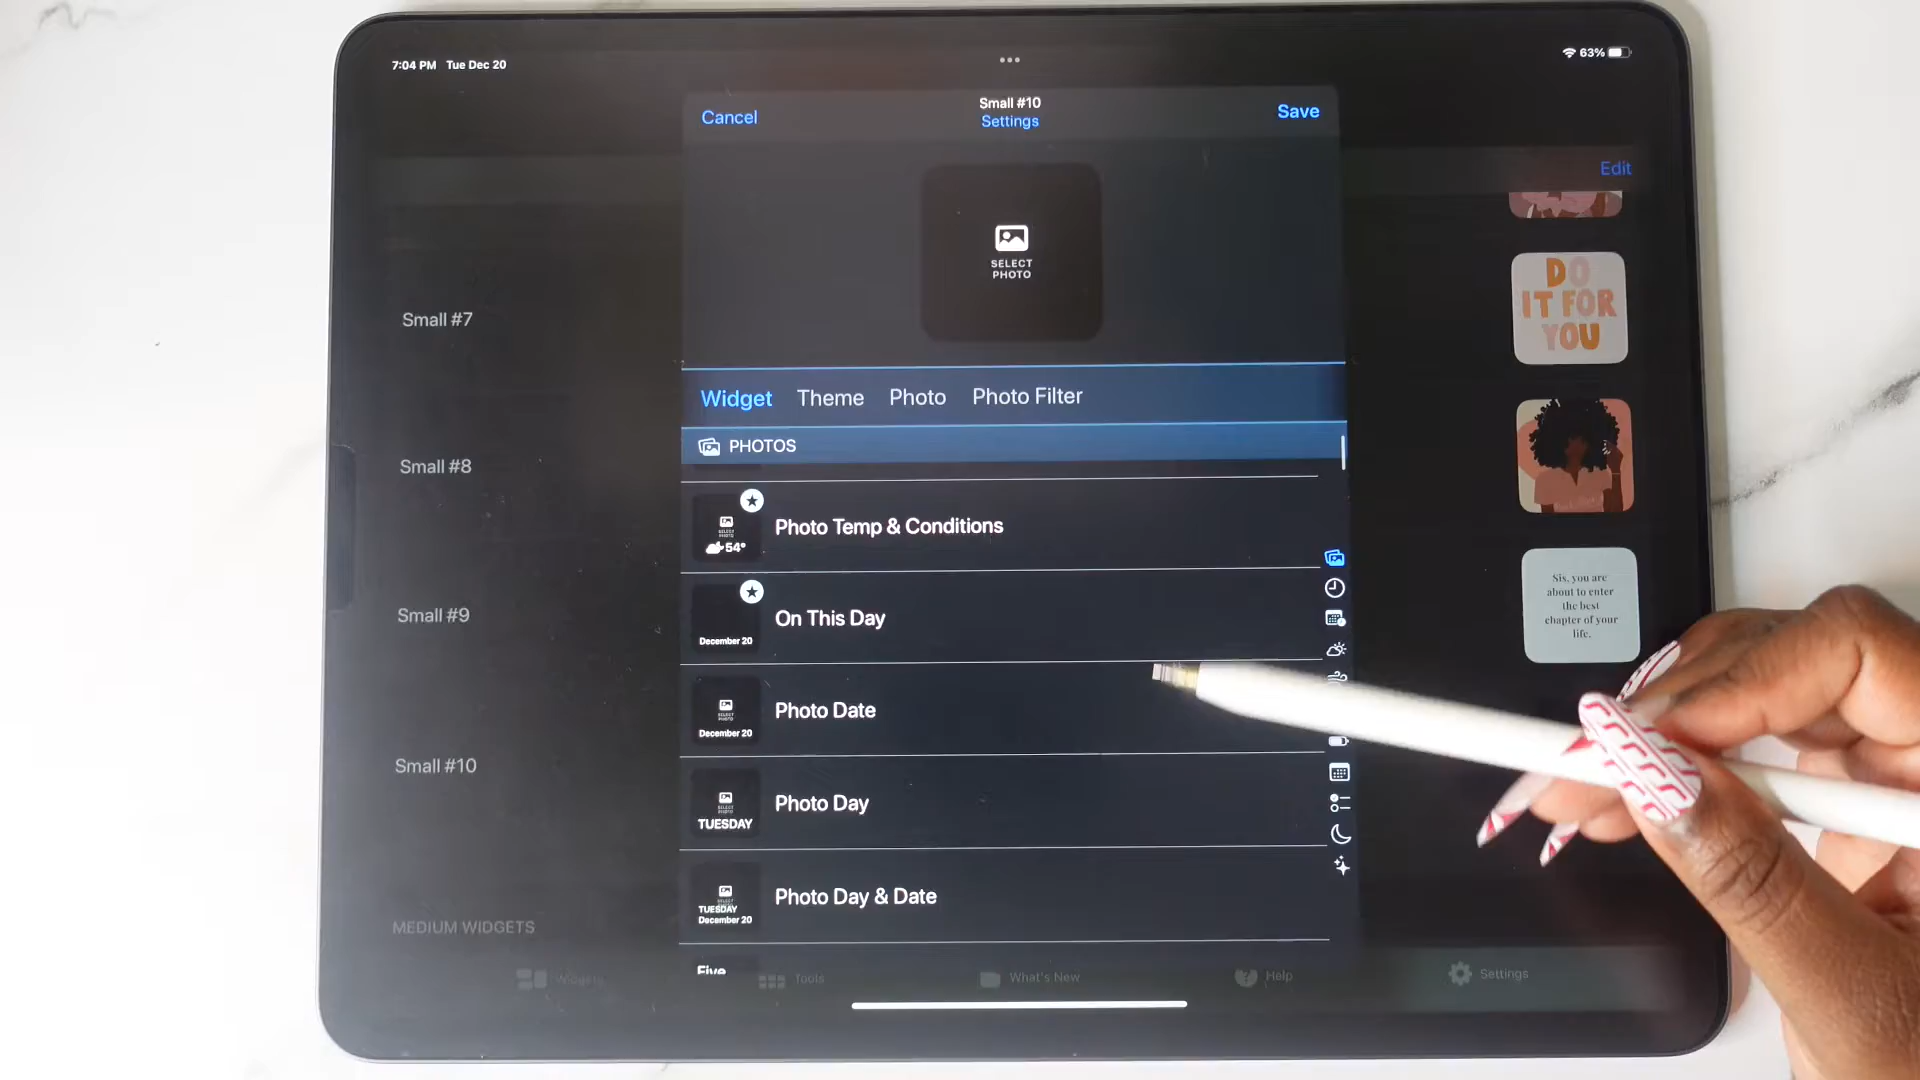 7:04 PM Tue Dec 20
63%
Cancel
Small #10
Settings
Save
Edit
SELECT
PHOTO
Small #7
DO
IT FOR
YOU
Widget Theme Photo Photo Filter
PHOTOS
Small #8
54°
Photo Temp & Conditions
December 20
On This Day
Small #9
Sis, you are
about to enter
the best
chapter of your
life.
December 20
Photo Date
Small #10
TUESDAY
Photo Day
TUESDAY
December 20
Photo Day & Date
MEDIUM WIDGETS
Five
Widgets
Tools
What's New
Help
Settings